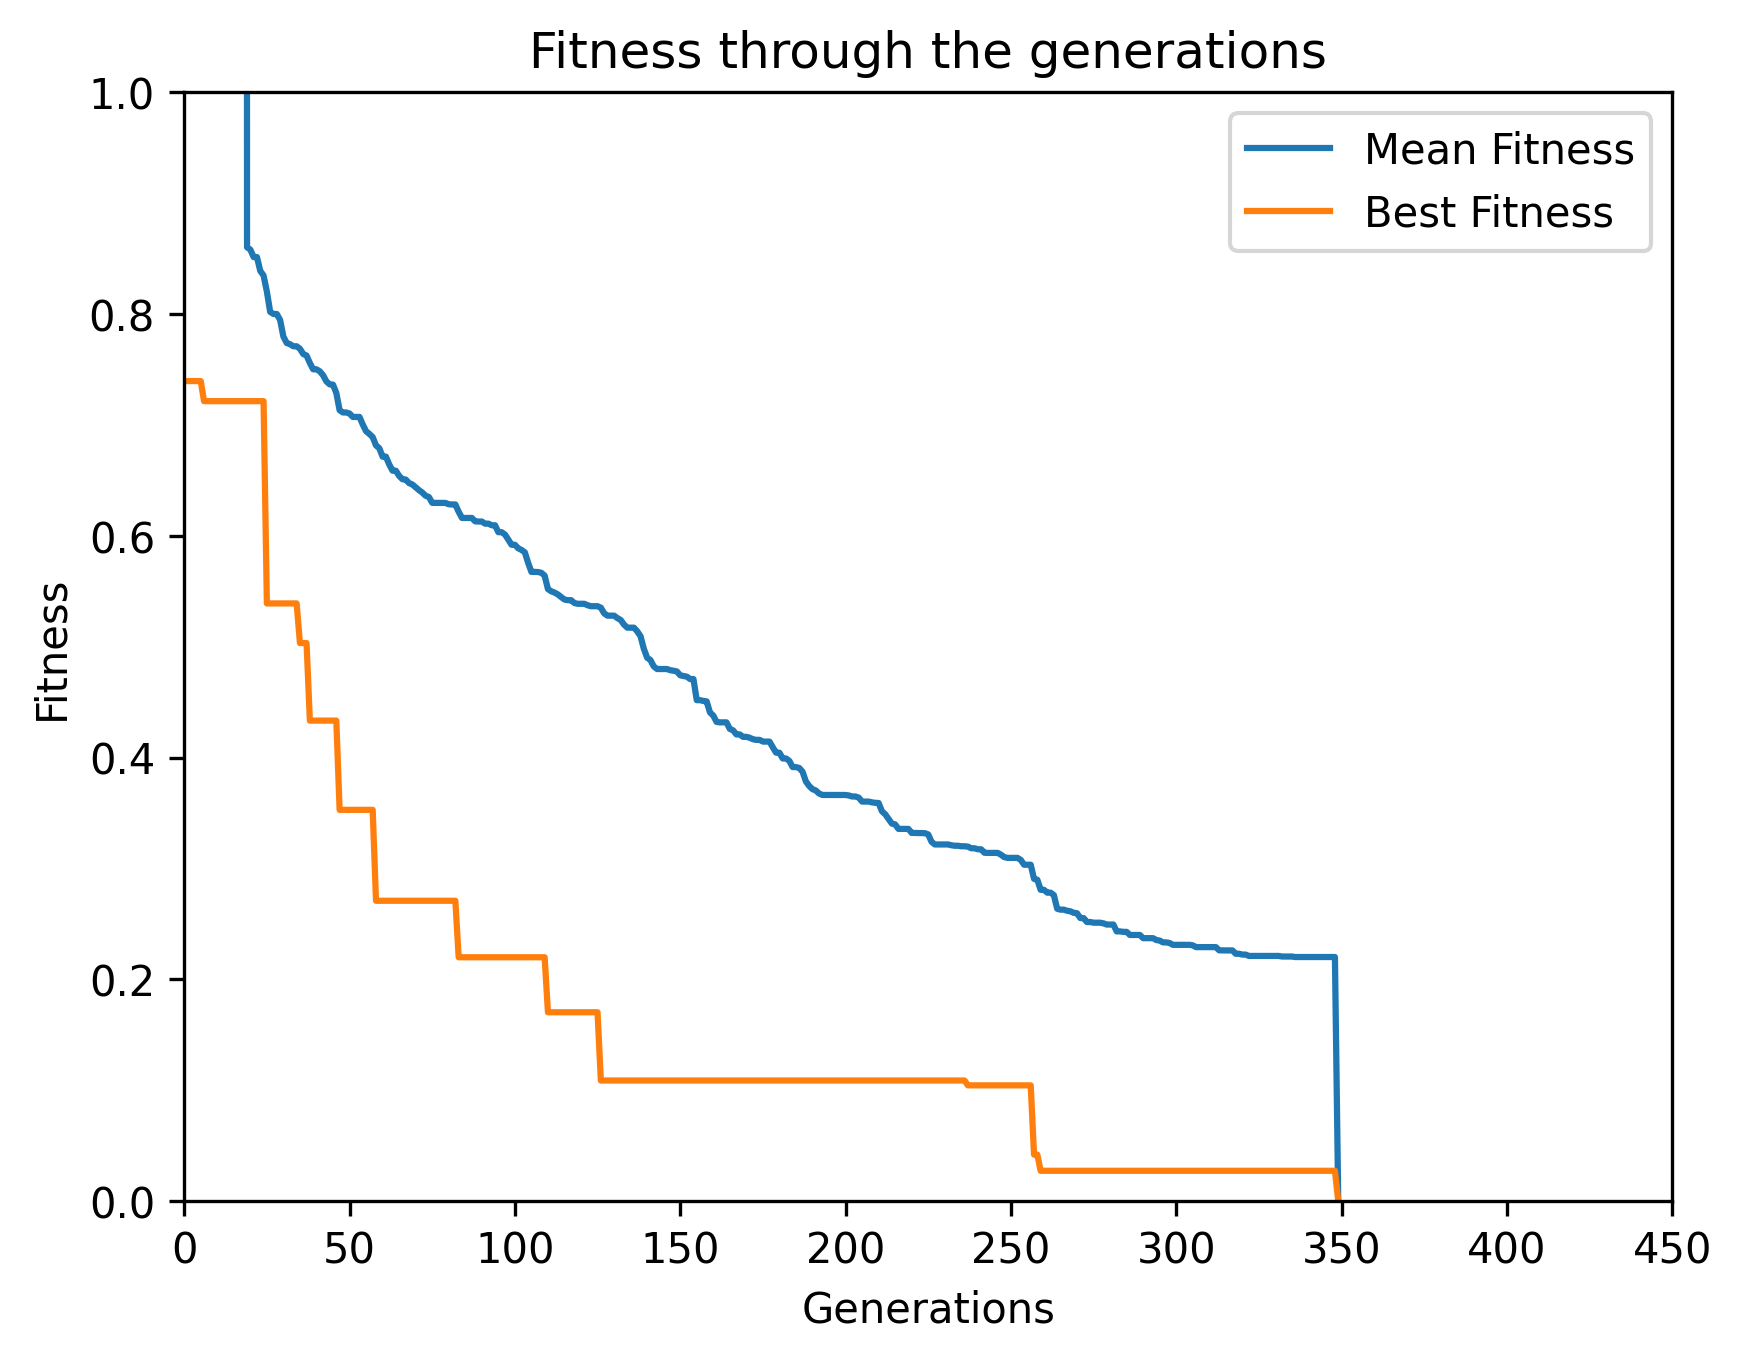 Fitness through the generations
1.0
0.8
0.6
0.4
0.2
0.0
Fitness
Mean Fitness
Best Fitness
0 50 100 150 200 250 300 350 400 450
Generations